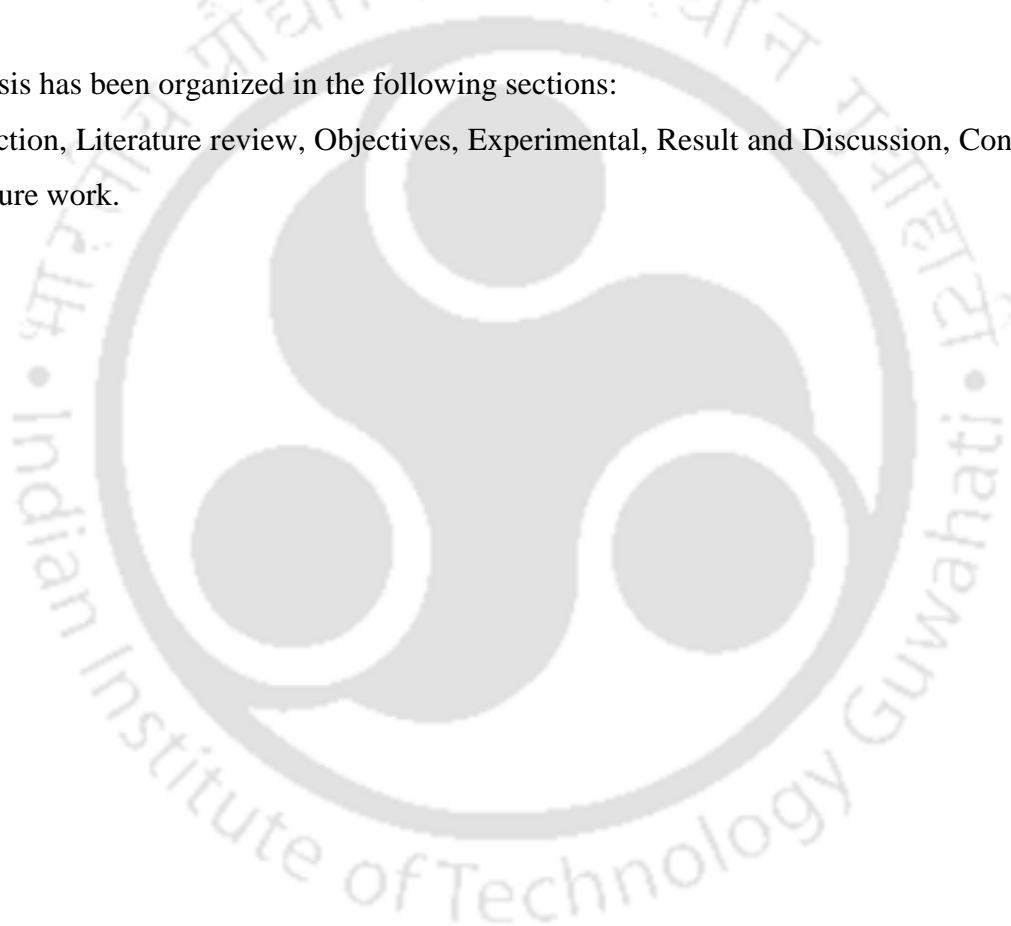 sis has been organized in the following sections:
ction, Literature review, Objectives, Experimental, Result and Discussion, Con
ure work.
Indian Institute of Technology Guwahati